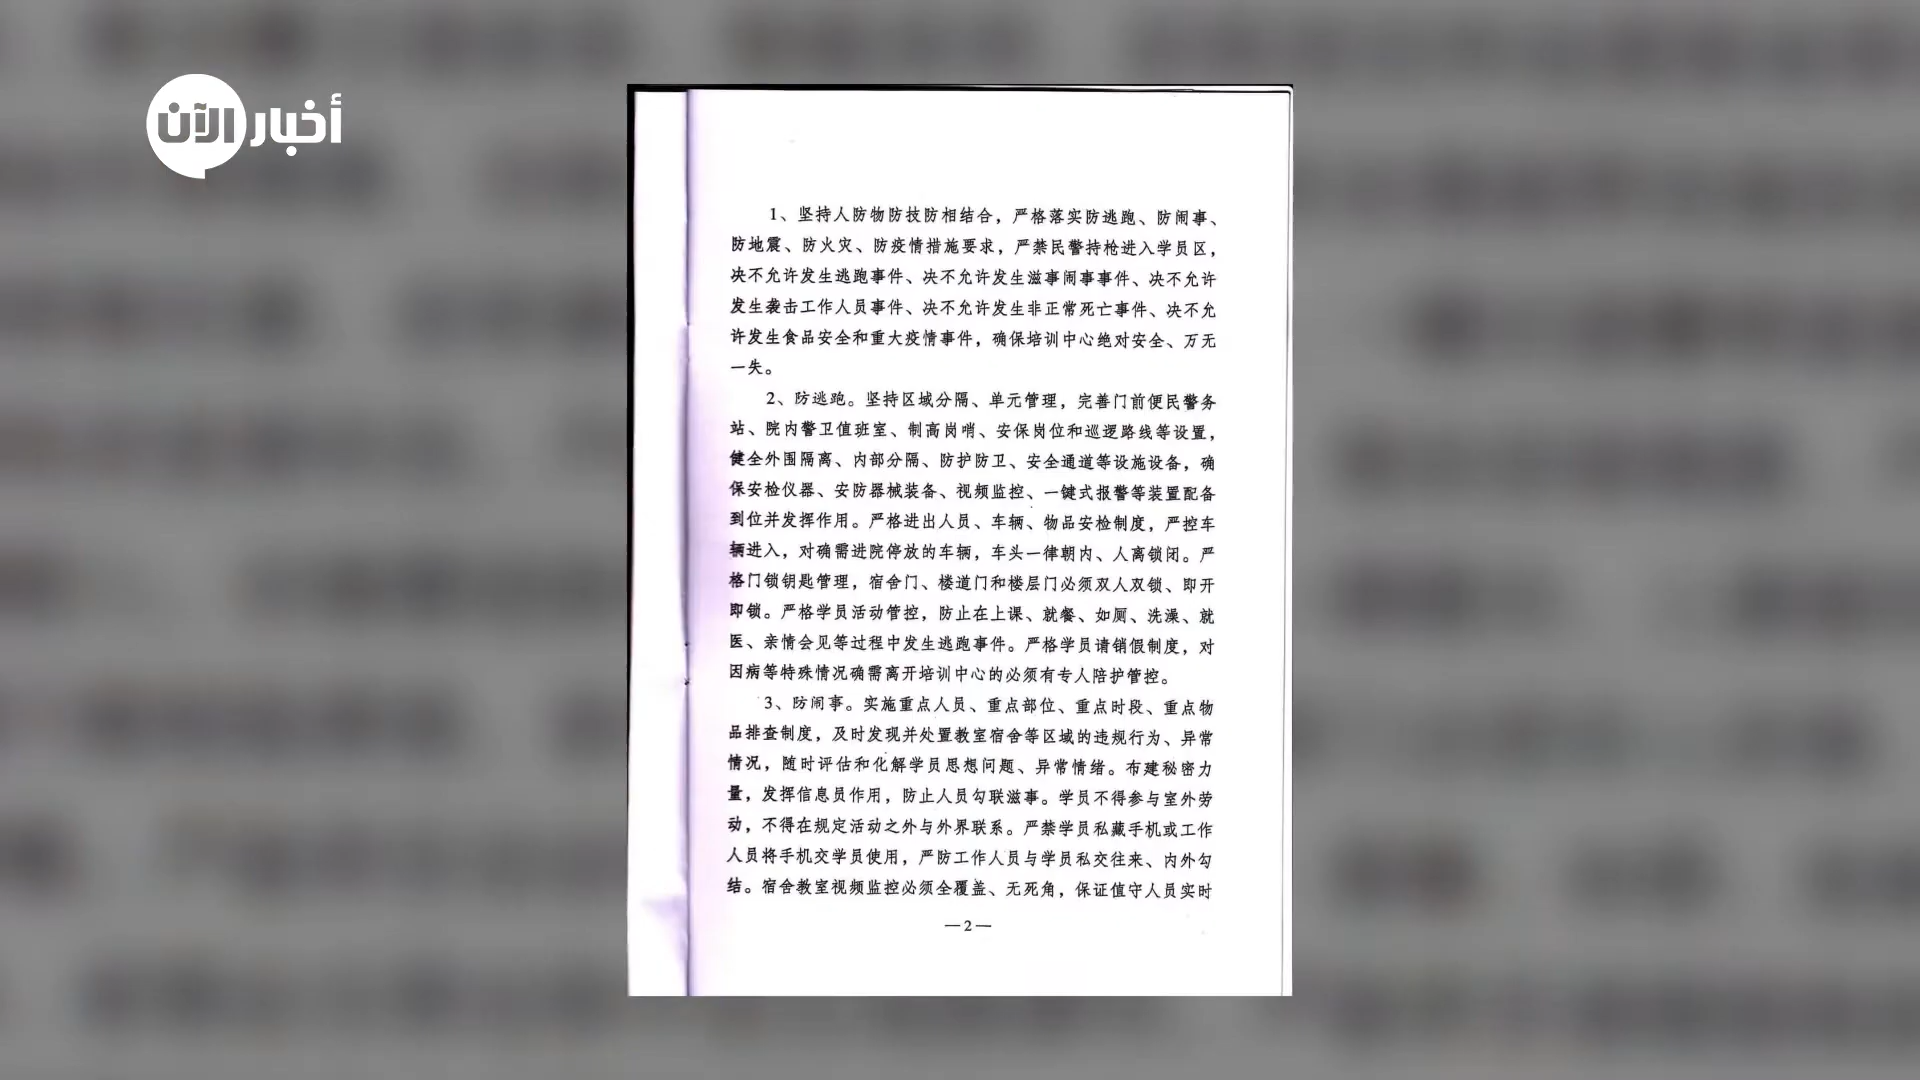 أخبار الآن
1、坚持人防物防技防相结合，严格落实防逃跑、防闹事、
防地震、防火灾、防疫情措施要求，严禁民警持枪进入学员区，
决不允许发生逃跑事件、决不允许发生滋事闹事事件、决不允许
发生袭击工作人员事件、决不允许发生非正常死亡事件、决不允
许发生食品安全和重大疫情事件，确保培训中心绝对安全、万无
一失。
2、防逃跑。坚持区域分隔、单元管理，完善门前便民警务
站、院内警卫值班室、制高岗哨、安保岗位和巡逻路线等设置，
健全外围隔离、内部分隔、防护防卫、安全通道等设施设备，确
保安检仪器、安防器械装备、视频监控、一键式报警等装置配备
到位并发挥作用。严格进出人员、车辆、物品安检制度，严控车
辆进入，对确需进院停放的车辆，车头一律朝内、人离锁闭。严
格门锁钥匙管理，宿舍门、楼道门和楼层门必须双人双锁、即开
即锁。严格学员活动管控，防止在上课、就餐、如厕、洗澡、就
医、亲情会见等过程中发生逃跑事件。严格学员请销假制度，对
因病等特殊情况确需离开培训中心的必须有专人陪护管控。
3、防闹事。实施重点人员、重点部位、重点时段、重点物
品排查制度，及时发现并处置教室宿舍等区域的违规行为、异常
情况，随时评估和化解学员思想问题、异常情绪。布建秘密力
量，发挥信息员作用，防止人员勾联滋事。学员不得参与室外劳
动，不得在规定活动之外与外界联系。严禁学员私藏手机或工作
人员将手机交学员使用，严防工作人员与学员私交往来、内外勾
结。宿舍教室视频监控必须全覆盖、无死角，保证值守人员实时
—2—